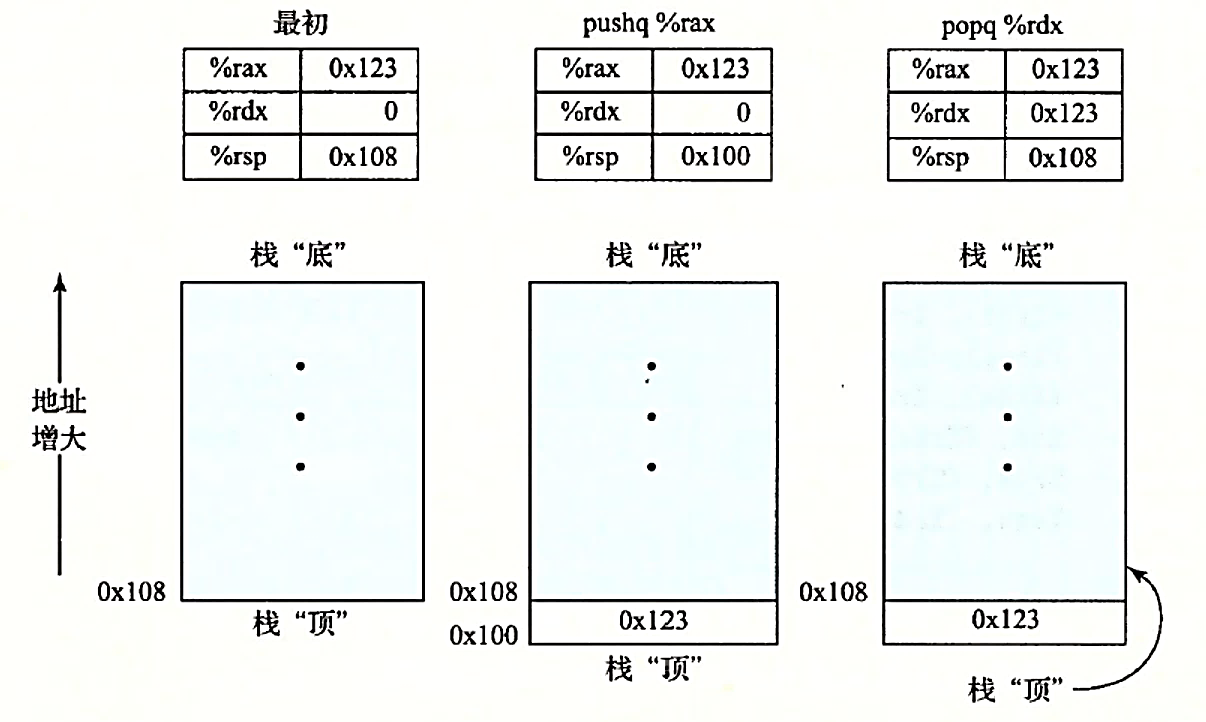 最初 pushq %rax popq %rdx
%rax 0x123 %rax 0x123 %rax 0x123
%rdx 0 %rdx 0 %rdx 0x123
%rsp 0x108 %rsp 0x100 %rsp 0x108
栈“底” 栈“底” 栈“底”
地址
增大
0x108 0x108 0x108
栈“顶” 0x123 0x123
0x100
栈“顶”
栈“顶”